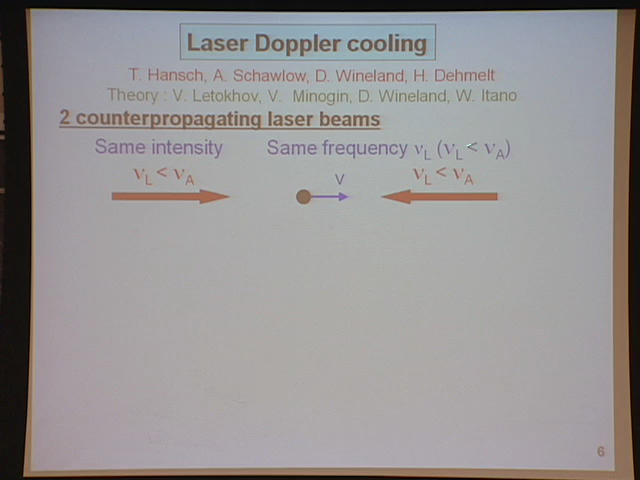 Laser Doppler cooling
T. Hansch, A. Schawlow, D. Wineland, H. Dehmelt
Theory : V. Letokhov, V. Minogin, D. Wineland, W. Itano
2 counterpropagating laser beams
Same intensity Same frequency νL (νL < νA)
νL < νA v νL < νA
6